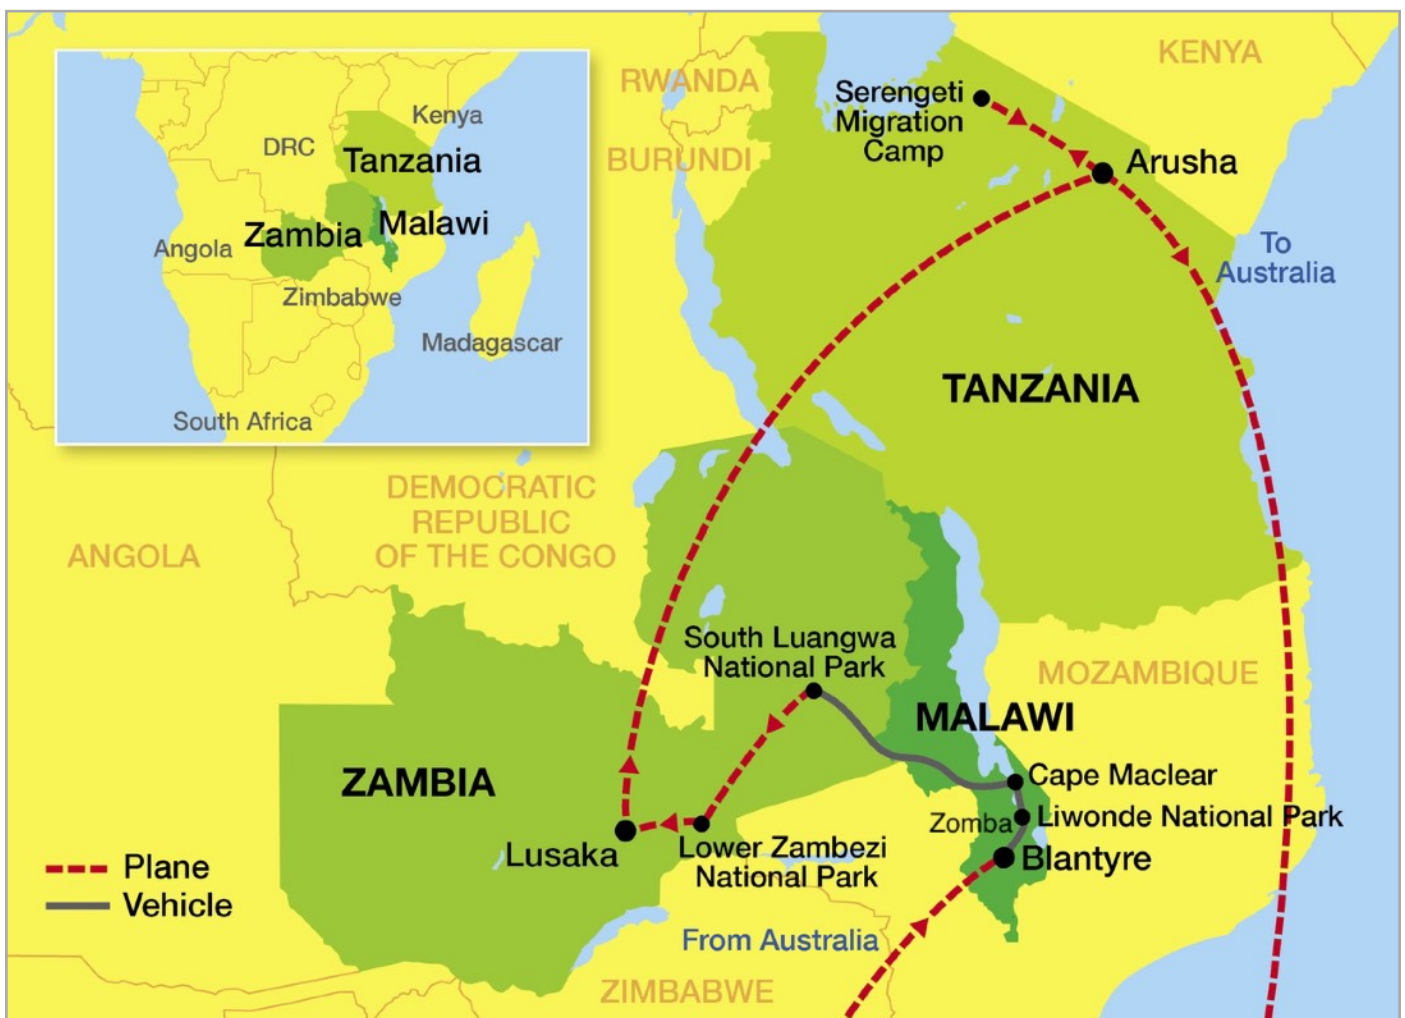 Kenya
DRC
Tanzania
Malawi
Zambia
Angola
Zimbabwe
Madagascar
South Africa
RWANDA
KENYA
Serengeti
Migration
Camp
BURUNDI
Arusha
To
Australia
TANZANIA
DEMOCRATIC
REPUBLIC
OF THE CONGO
ANGOLA
South Luangwa
National Park
MOZAMBIQUE
MALAWI
ZAMBIA
Cape Maclear
Zomba
Liwonde National Park
Lusaka
Lower Zambezi
National Park
Blantyre
Plane
Vehicle
From Australia
ZIMBABWE